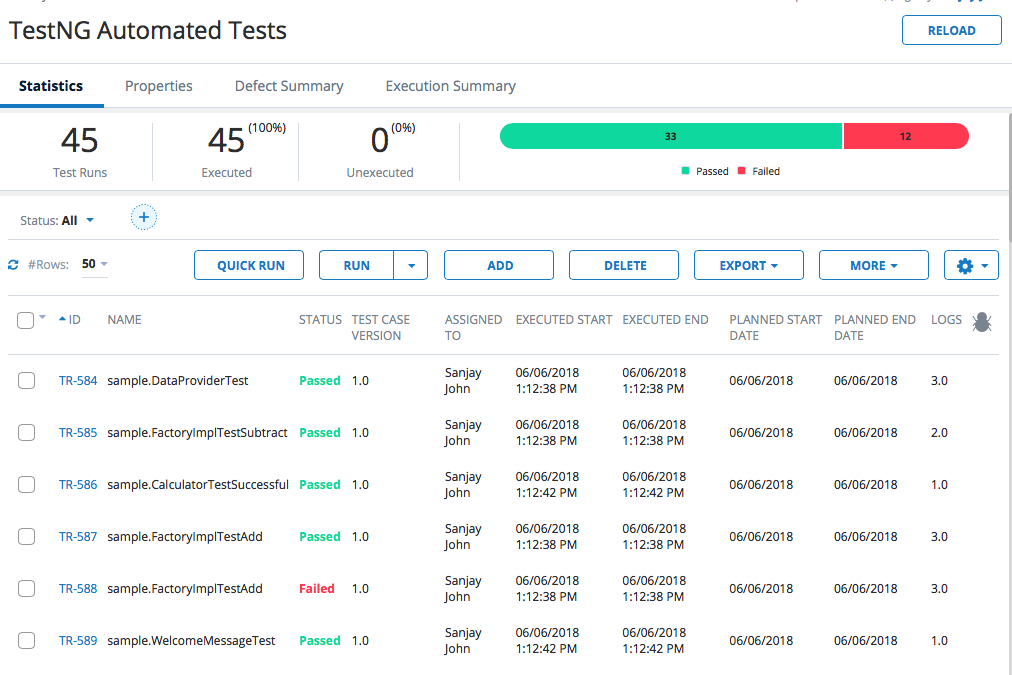 TestNG Automated Tests
RELOAD
Statistics Properties Defect Summary Execution Summary
45 45 (100%) 0 (0%) 33 12
Test Runs Executed Unexecuted Passed Failed
Status: All +
#Rows: 50 QUICK RUN RUN ADD DELETE EXPORT MORE
ID NAME STATUS TEST CASE ASSIGNED EXECUTED START EXECUTED END PLANNED START PLANNED END LOGS
VERSION TO DATE DATE
TR-584 sample.DataProviderTest Passed 1.0 Sanjay 06/06/2018 06/06/2018 06/06/2018 06/06/2018 3.0
John 1:12:38 PM 1:12:38 PM
TR-585 sample.FactoryImplTestSubtract Passed 1.0 Sanjay 06/06/2018 06/06/2018 06/06/2018 06/06/2018 2.0
John 1:12:38 PM 1:12:38 PM
TR-586 sample.CalculatorTestSuccessful Passed 1.0 Sanjay 06/06/2018 06/06/2018 06/06/2018 06/06/2018 1.0
John 1:12:42 PM 1:12:42 PM
TR-587 sample.FactoryImplTestAdd Passed 1.0 Sanjay 06/06/2018 06/06/2018 06/06/2018 06/06/2018 3.0
John 1:12:38 PM 1:12:38 PM
TR-588 sample.FactoryImplTestAdd Failed 1.0 Sanjay 06/06/2018 06/06/2018 06/06/2018 06/06/2018 3.0
John 1:12:38 PM 1:12:38 PM
TR-589 sample.WelcomeMessageTest Passed 1.0 Sanjay 06/06/2018 06/06/2018 06/06/2018 06/06/2018 1.0
John 1:12:42 PM 1:12:42 PM